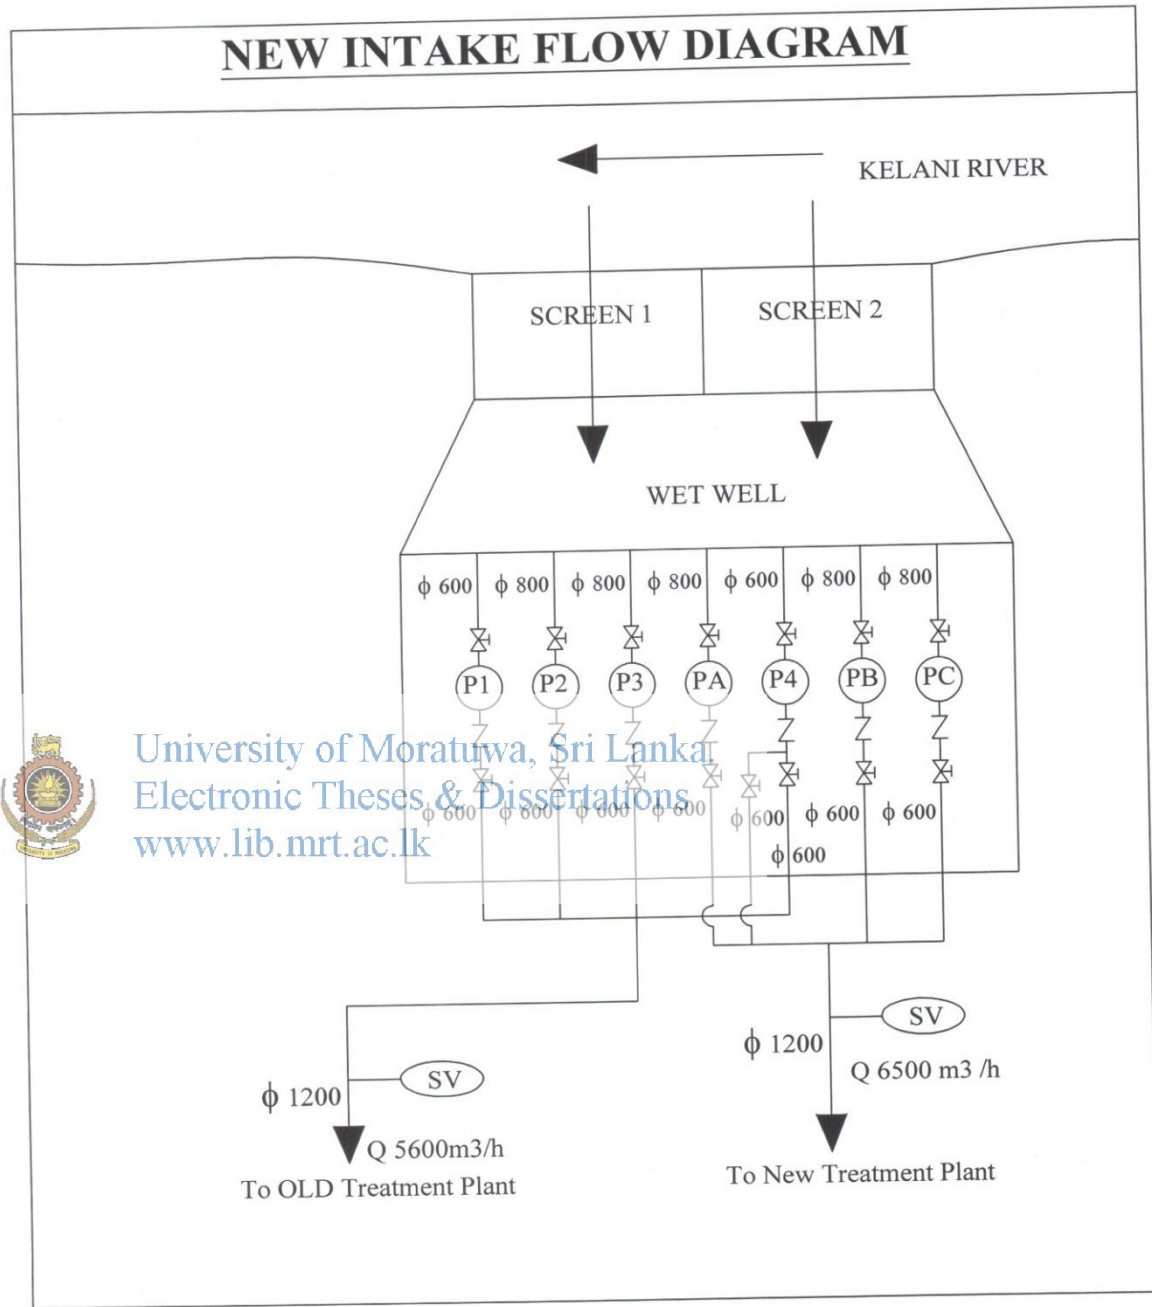 NEW INTAKE FLOW DIAGRAM
KELANI RIVER
SCREEN 1 SCREEN 2
WET WELL
ϕ 600 ϕ 800 ϕ 800 ϕ 800 ϕ 600 ϕ 800 ϕ 800
P1 P2 P3 PA P4 PB PC
University of Moratuwa, Sri Lanka.
Electronic Theses & Dissertations
www.lib.mrt.ac.lk
ϕ 600 ϕ 600 ϕ 600 ϕ 600 ϕ 600 ϕ 600 ϕ 600
ϕ 600
SV
ϕ 1200
Q 6500 m3 /h
SV
ϕ 1200
Q 5600m3/h
To OLD Treatment Plant
To New Treatment Plant